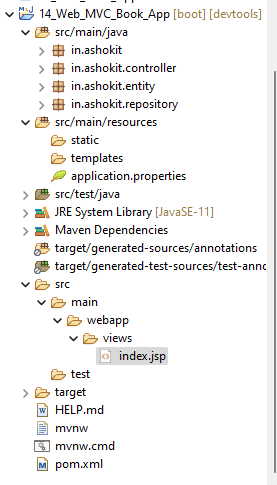 14_Web_MVC_Book_App [boot] [devtools]
src/main/java
in.ashokit
in.ashokit.controller
in.ashokit.entity
in.ashokit.repository
src/main/resources
static
templates
application.properties
src/test/java
JRE System Library [JavaSE-11]
Maven Dependencies
target/generated-sources/annotations
target/generated-test-sources/test-anno
src
main
webapp
views
index.jsp
test
target
HELP.md
mvnw
mvnw.cmd
pom.xml